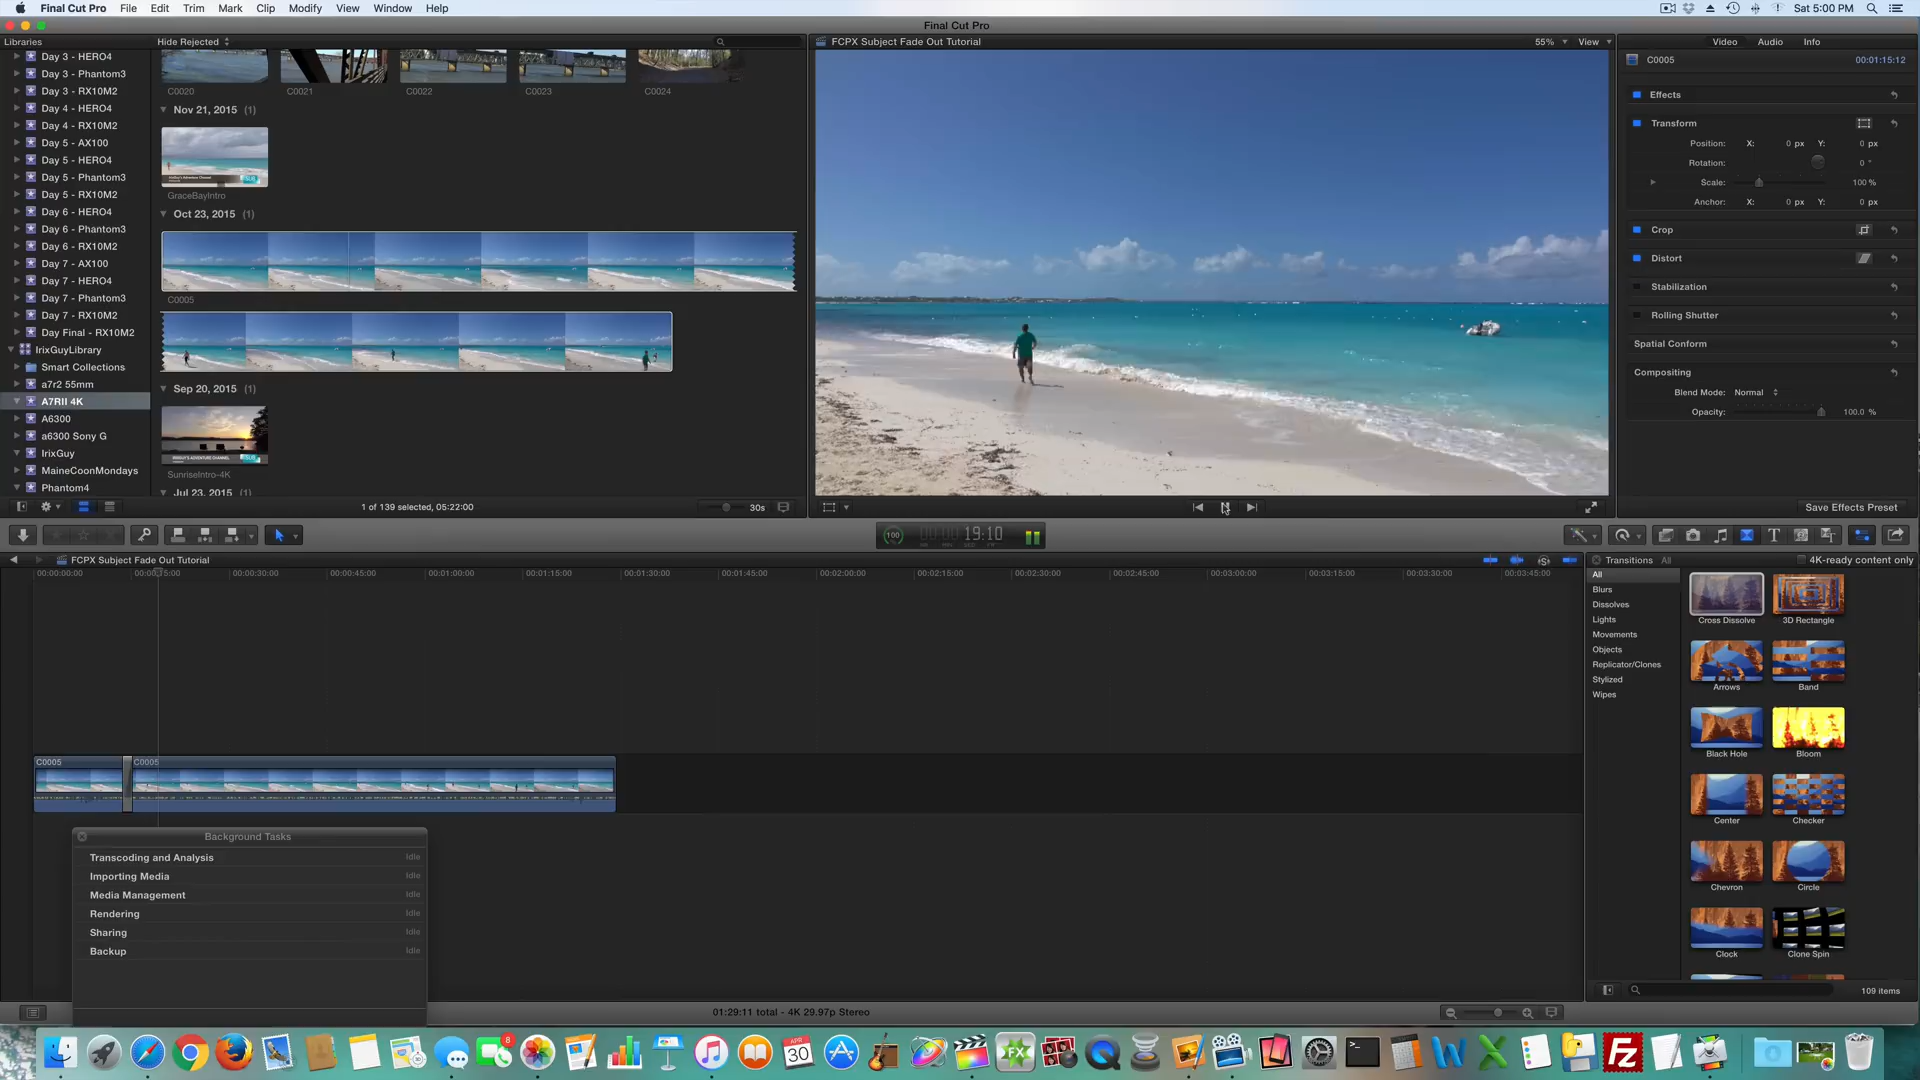 Final Cut Pro File Edit Trim Mark Clip Modify View Window Help
Sat 5:00 PM
Final Cut Pro
Libraries
Hide Rejected
FCPX Subject Fade Out Tutorial
55% View
Video Audio Info
Day 3 - HERO4
Day 3 - Phantom3
Day 3 - RX10M2
Day 4 - HERO4
Day 4 - RX10M2
Day 5 - AX100
Day 5 - HERO4
Day 5 - Phantom3
Day 5 - RX10M2
Day 6 - HERO4
Day 6 - Phantom3
Day 6 - RX10M2
Day 7 - AX100
Day 7 - HERO4
Day 7 - Phantom3
Day 7 - RX10M2
Day Final - RX10M2
IrixGuyLibrary
Smart Collections
a7r2 55mm
A7RII 4K
A6300
a6300 Sony G
IrixGuy
MaineCoonMondays
Phantom4
C0020 C0021 C0022 C0023 C0024
Nov 21, 2015 (1)
GraceBayIntro
Oct 23, 2015 (1)
C0005
Sep 20, 2015 (1)
SunriseIntro-4K
Jul 23, 2015 (1)
1 of 139 selected, 05:22:00
30s
C0005 00:01:15:12
Effects
Transform
Position: X: 0 px Y: 0 px
Rotation: 0 °
Scale: 100 %
Anchor: X: 0 px Y: 0 px
Crop
Distort
Stabilization
Rolling Shutter
Spatial Conform
Compositing
Blend Mode: Normal
Opacity: 100.0 %
Save Effects Preset
100 19:10
FCPX Subject Fade Out Tutorial
00:00:00:00 00:00:30:00 00:00:45:00 00:01:00:00 00:01:15:00 00:01:30:00 00:01:45:00 00:02:00:00 00:02:15:00 00:02:30:00 00:02:45:00 00:03:00:00 00:03:15:00 00:03:30:00 00:03:45:00
C0005 C0005
Background Tasks
Transcoding and Analysis Idle
Importing Media Idle
Media Management Idle
Rendering Idle
Sharing Idle
Backup Idle
01:29:11 total - 4K 29.97p Stereo
Transitions All
4K-ready content only
All
Blurs
Dissolves
Lights
Movements
Objects
Replicator/Clones
Stylized
Wipes
Cross Dissolve 3D Rectangle
Arrows Band
Black Hole Bloom
Center Checker
Chevron Circle
Clock Clone Spin
109 items
8
APR
30
FX
Fz